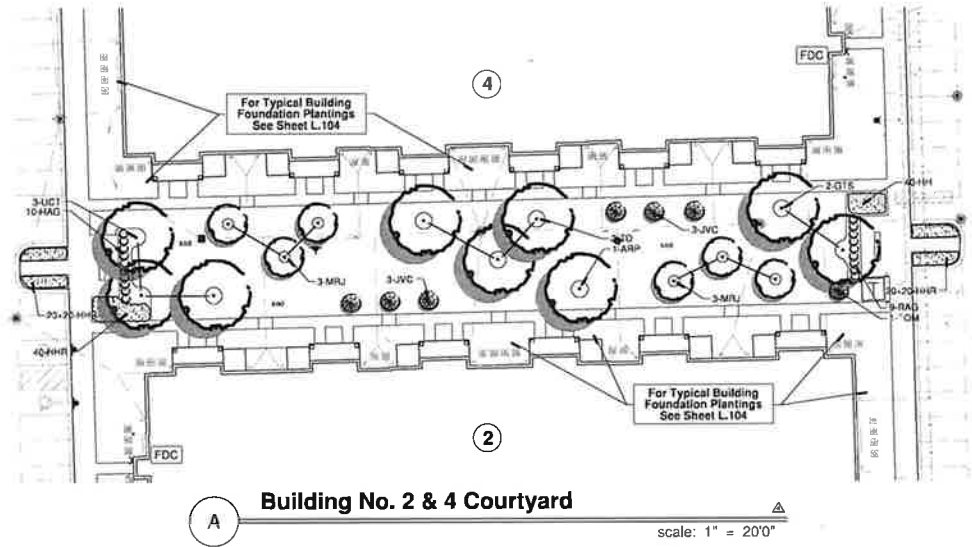 4
FDC
For Typical Building
Foundation Plantings
See Sheet L.104
3-UCT
10-HAG
2-GTS
40-HH
3-JVC
1-ARP
3-MRJ
3-JVC
3-MRJ
20+20-HHR
20+20-HHR
40-HHR
For Typical Building
Foundation Plantings
See Sheet L.104
2
FDC
A
Building No. 2 & 4 Courtyard
4
scale: 1" = 20'0"